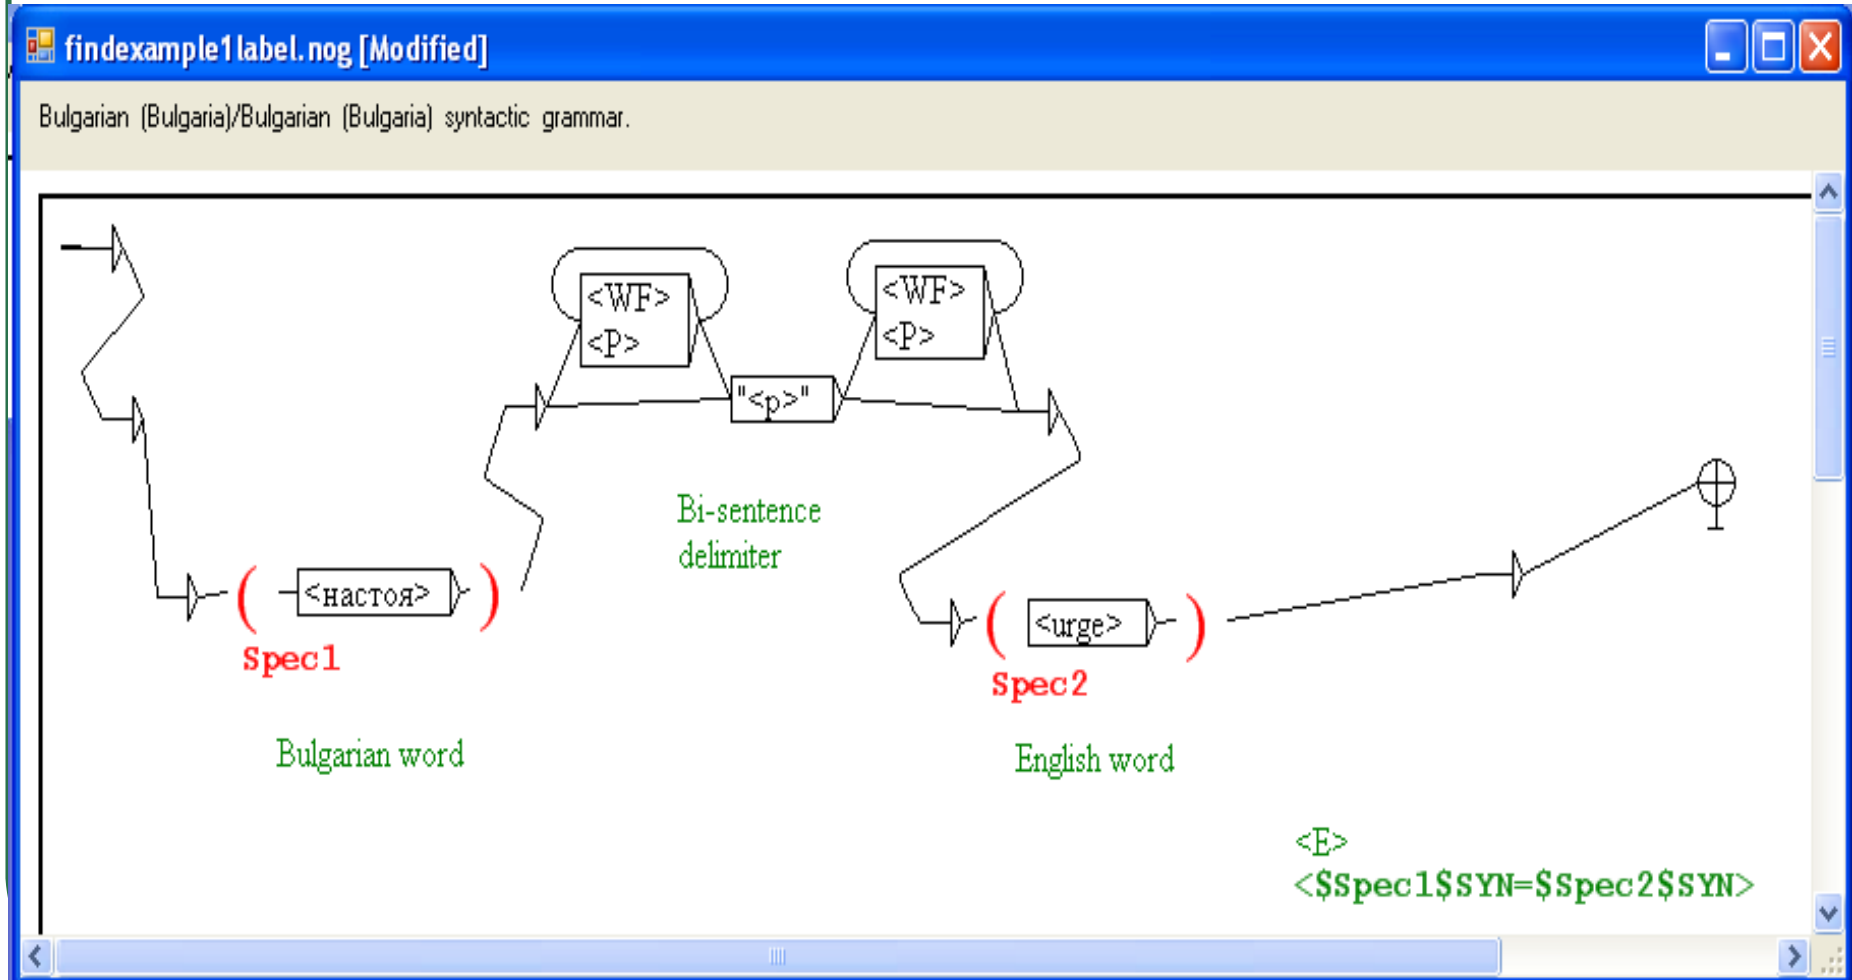 findexample1label.nog [Modified]
Bulgarian (Bulgaria)/Bulgarian (Bulgaria) syntactic grammar.
<WF>
<P>
<WF>
<P>
"<p>"
Bi-sentence
delimiter
(
<настоя>
)
Spec1
(
<urge>
)
Spec2
Bulgarian word
English word
<E>
<$Spec1$SYN=$Spec2$SYN>